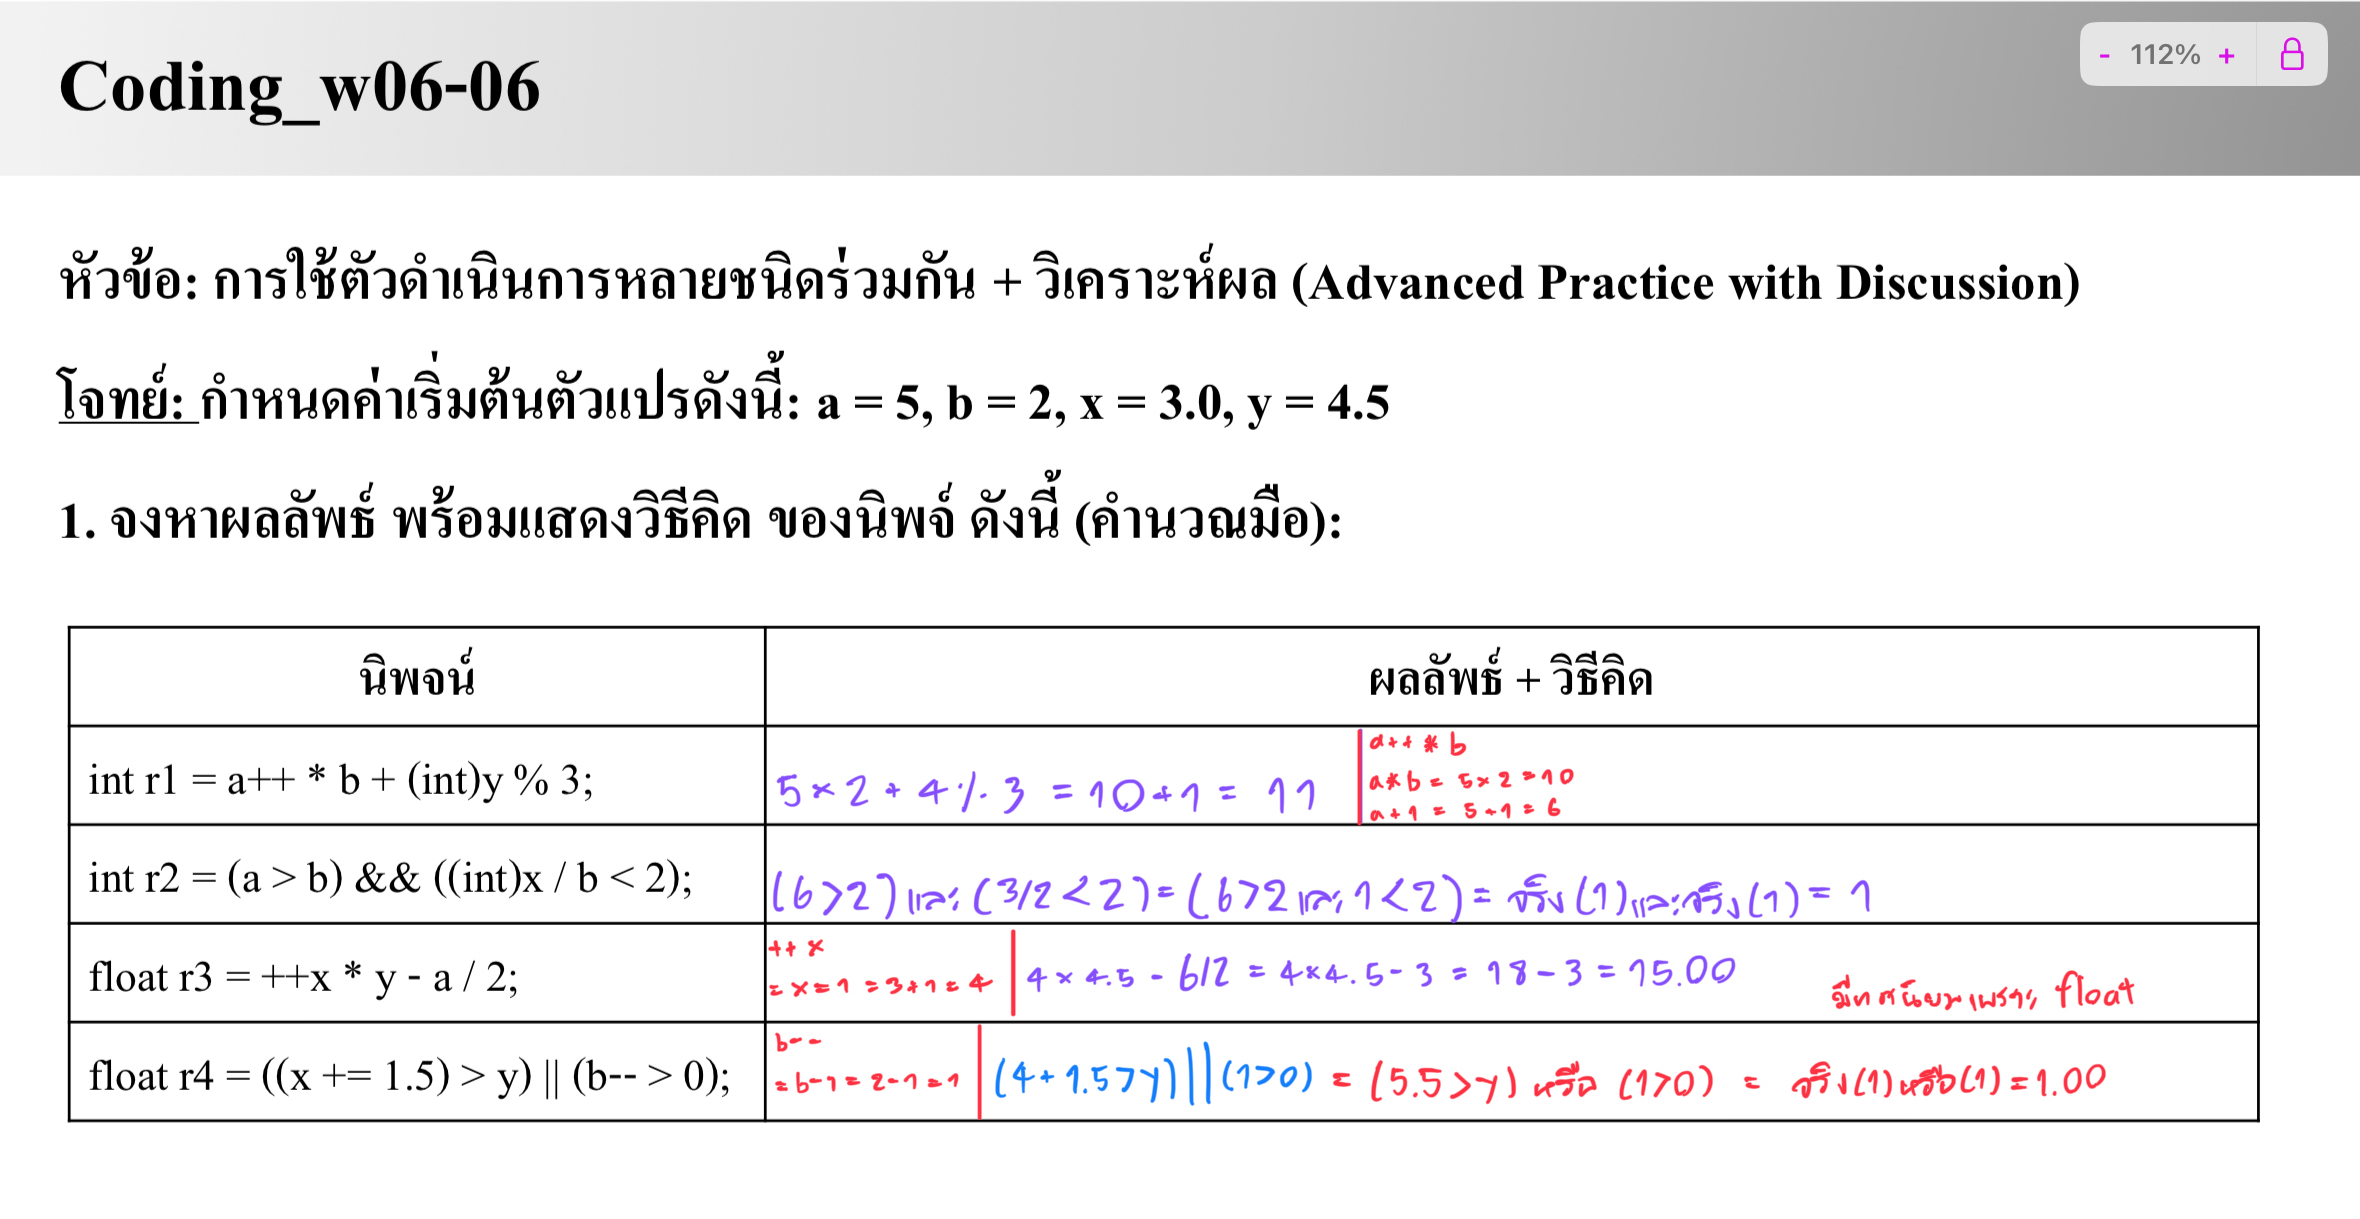 Coding_w06-06
- 112% +
หัวข้อ: การใช้ตัวดำเนินการหลายชนิดร่วมกัน + วิเคราะห์ผล (Advanced Practice with Discussion)
โจทย์: กำหนดค่าเริ่มต้นตัวแปรดังนี้: a = 5, b = 2, x = 3.0, y = 4.5
1. จงหาผลลัพธ์ พร้อมแสดงวิธีคิด ของนิพจ์ ดังนี้ (คำนวณมือ):
นิพจน์
ผลลัพธ์ + วิธีคิด
int r1 = a++ * b + (int)y % 3;
5 × 2 + 4 % 3 = 10 + 1 = 11
a++ * b
a * b = 5 × 2 = 10
a + 1 = 5 + 1 = 6
int r2 = (a > b) && ((int)x / b < 2);
(6 > 2) และ (3/2 < 2) = (6 > 2 และ 1 < 2) = จริง (1) และ จริง (1) = 1
float r3 = ++x * y - a / 2;
++ x
= x = 1 = 3 + 1 = 4
4 × 4.5 - 6/2 = 4 × 4.5 - 3 = 18 - 3 = 15.00
มีทศนิยมเพราะ float
float r4 = ((x += 1.5) > y) || (b-- > 0);
b--
= b - 1 = 2 - 1 = 1
(4 + 1.5 > y) || (1 > 0) = (5.5 > y) หรือ (1 > 0) = จริง (1) หรือ (1) = 1.00